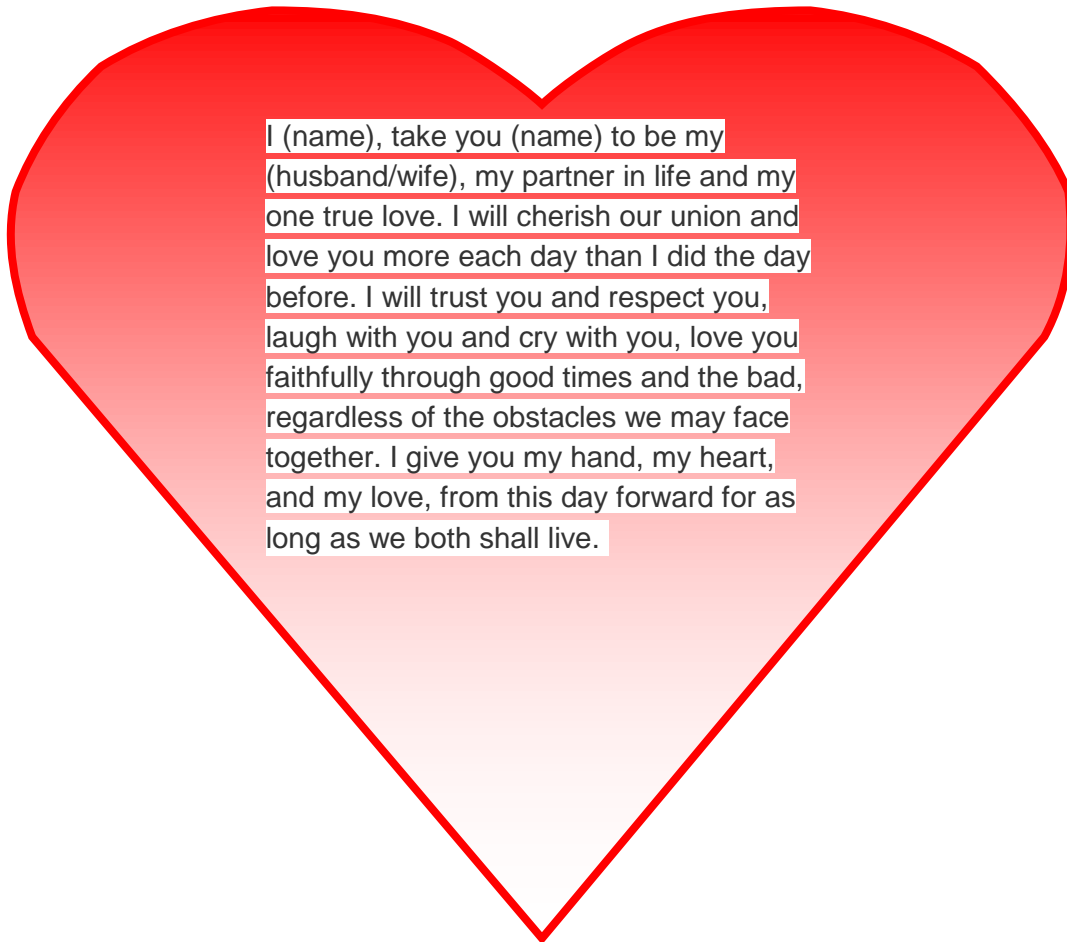 I (name), take you (name) to be my
(husband/wife), my partner in life and my
one true love. I will cherish our union and
love you more each day than I did the day
before. I will trust you and respect you,
laugh with you and cry with you, love you
faithfully through good times and the bad,
regardless of the obstacles we may face
together. I give you my hand, my heart,
and my love, from this day forward for as
long as we both shall live.